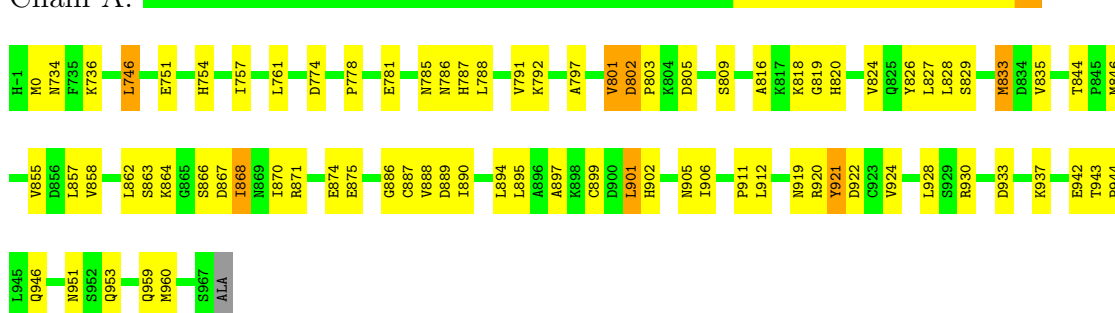 Chain A:
H-1 M0 N734 F735 K736 L746 E751 H754 I757 L761 D774 P778 E781 N785 N786 H787 L788 V791 K792 A797 V801 D802 P803 K804 D805 S809 A816 K817 K818 G819 H820 V824 Q825 Y826 L827 L828 S829 M833 D834 V835 T844 P845 M846
V855 D856 L857 V858 L862 S863 K864 G865 S866 D867 I868 N869 I870 R871 E874 E875 G886 C887 V888 D889 I890 L894 L895 A896 A897 K898 C899 D900 L901 H902 N905 I906 P911 L912 N919 R920 Y921 D922 C923 V924 L928 S929 R930 D933 K937 E942 T943
L945 Q946 N951 S952 Q953 Q959 M960 S967 ALA